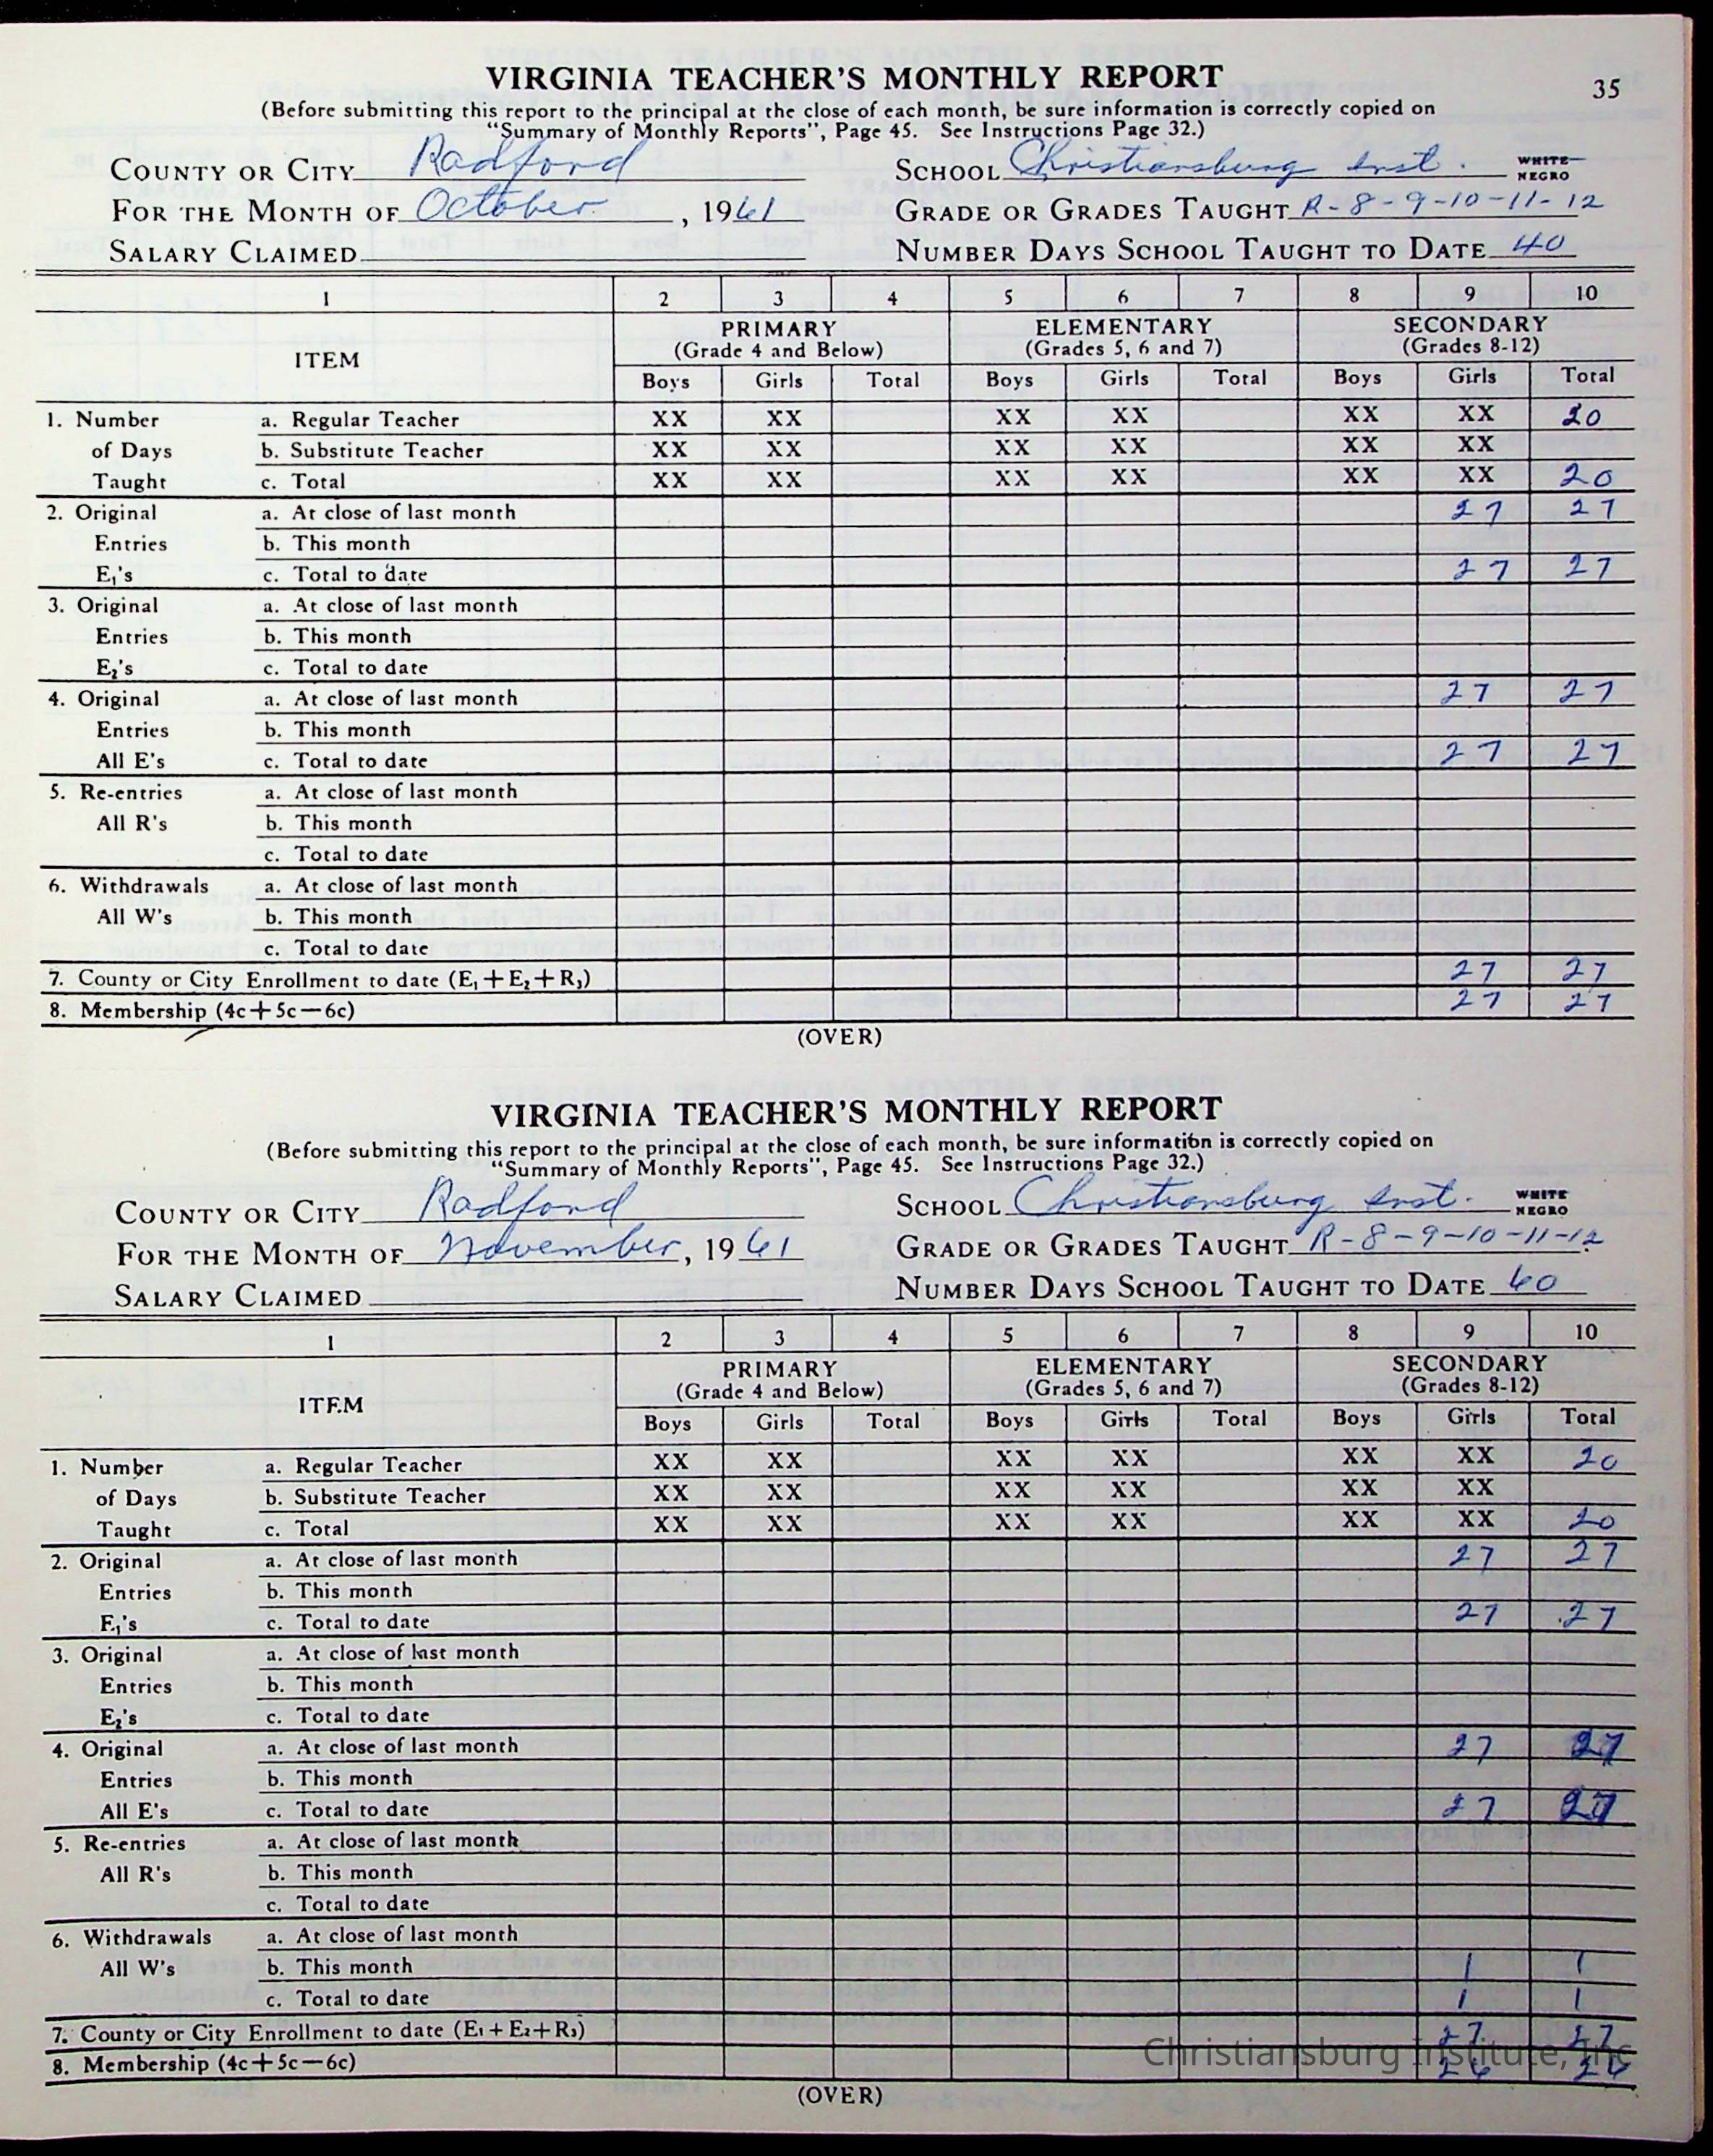 VIRGINIA TEACHER'S MONTHLY REPORT
35
(Before submitting this report to the principal at the close of each month, be sure information is correctly copied on
"Summary of Monthly Reports", Page 45. See Instructions Page 32.)
COUNTY OR CITY Radford SCHOOL Christiansburg Inst. WHITE NEGRO
FOR THE MONTH OF October, 1961 GRADE OR GRADES TAUGHT R-8-9-10-11-12
SALARY CLAIMED NUMBER DAYS SCHOOL TAUGHT TO DATE 40
1 2 3 4 5 6 7 8 9 10
ITEM PRIMARY (Grade 4 and Below) ELEMENTARY (Grades 5, 6 and 7) SECONDARY (Grades 8-12)
Boys Girls Total Boys Girls Total Boys Girls Total
1. Number a. Regular Teacher XX XX XX XX XX XX 20
of Days b. Substitute Teacher XX XX XX XX XX XX
Taught c. Total XX XX XX XX XX XX 20
2. Original a. At close of last month 27 27
Entries b. This month
E₁'s c. Total to date 27 27
3. Original a. At close of last month
Entries b. This month
E₂'s c. Total to date
4. Original a. At close of last month 27 27
Entries b. This month
All E's c. Total to date 27 27
5. Re-entries a. At close of last month
All R's b. This month
c. Total to date
6. Withdrawals a. At close of last month
All W's b. This month
c. Total to date
7. County or City Enrollment to date (E₁+E₂+R₃) 27 27
8. Membership (4c+5c—6c) 27 27
(OVER)
VIRGINIA TEACHER'S MONTHLY REPORT
(Before submitting this report to the principal at the close of each month, be sure information is correctly copied on
"Summary of Monthly Reports", Page 45. See Instructions Page 32.)
COUNTY OR CITY Radford SCHOOL Christiansburg Inst. WHITE NEGRO
FOR THE MONTH OF November, 1961 GRADE OR GRADES TAUGHT R-8-9-10-11-12
SALARY CLAIMED NUMBER DAYS SCHOOL TAUGHT TO DATE 60
1 2 3 4 5 6 7 8 9 10
ITEM PRIMARY (Grade 4 and Below) ELEMENTARY (Grades 5, 6 and 7) SECONDARY (Grades 8-12)
Boys Girls Total Boys Girls Total Boys Girls Total
1. Number a. Regular Teacher XX XX XX XX XX XX 20
of Days b. Substitute Teacher XX XX XX XX XX XX
Taught c. Total XX XX XX XX XX XX 20
2. Original a. At close of last month 27 27
Entries b. This month
E₁'s c. Total to date 27 27
3. Original a. At close of last month
Entries b. This month
E₂'s c. Total to date
4. Original a. At close of last month 27 27
Entries b. This month
All E's c. Total to date 27 27
5. Re-entries a. At close of last month
All R's b. This month
c. Total to date
6. Withdrawals a. At close of last month
All W's b. This month 1 1
c. Total to date 1 1
7. County or City Enrollment to date (E₁+E₂+R₃) 27 27
8. Membership (4c+5c—6c) 26 26
(OVER)
Christiansburg Institute, Inc